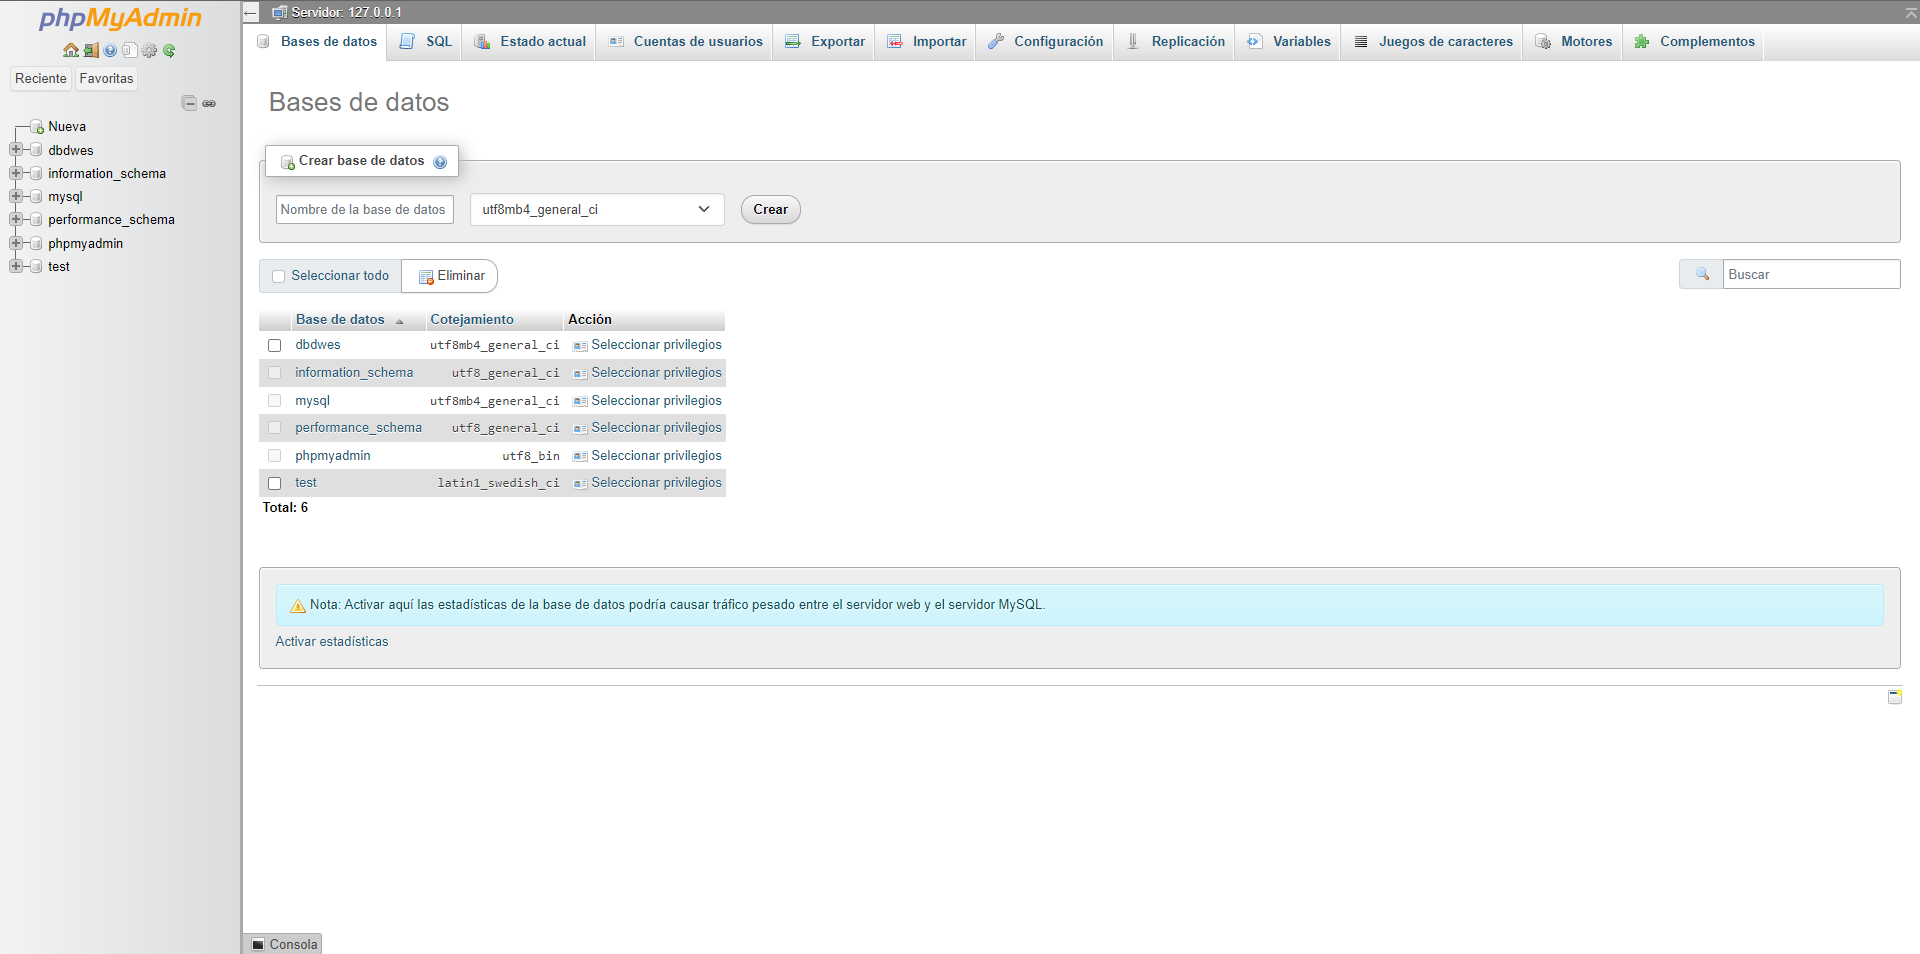 phpMyAdmin
Reciente
Favoritas
Nueva
dbdwes
information_schema
mysql
performance_schema
phpmyadmin
test
Servidor: 127.0.0.1
Bases de datos
SQL
Estado actual
Cuentas de usuarios
Exportar
Importar
Configuración
Replicación
Variables
Juegos de caracteres
Motores
Complementos
Bases de datos
Crear base de datos
Nombre de la base de datos
utf8mb4_general_ci
Crear
Seleccionar todo
Eliminar
Buscar
Base de datos Cotejamiento Acción
dbdwes utf8mb4_general_ci Seleccionar privilegios
information_schema utf8_general_ci Seleccionar privilegios
mysql utf8mb4_general_ci Seleccionar privilegios
performance_schema utf8_general_ci Seleccionar privilegios
phpmyadmin utf8_bin Seleccionar privilegios
test latin1_swedish_ci Seleccionar privilegios
Total: 6
Nota: Activar aquí las estadísticas de la base de datos podría causar tráfico pesado entre el servidor web y el servidor MySQL.
Activar estadísticas
Consola